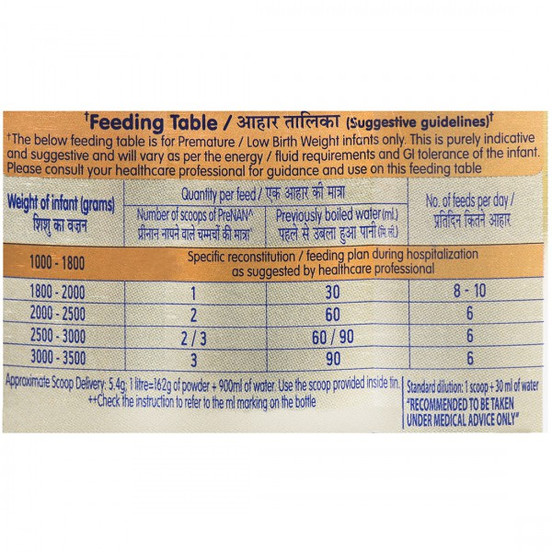 †Feeding Table / आहार तालिका (Suggestive guidelines)†
†The below feeding table is for Premature / Low Birth Weight infants only. This is purely indicative
and suggestive and will vary as per the energy / fluid requirements and GI tolerance of the infant.
Please consult your healthcare professional for guidance and use on this feeding table
Weight of infant (grams)
शिशु का वज़न
Quantity per feed / एक आहार की मात्रा
Number of scoops of PreNAN^
प्रीनान नापने वाले चम्मचों की मात्रा
Previously boiled water (ml.)
पहले से उबला हुआ पानी (मि. ली.)
No. of feeds per day /
प्रतिदिन कितने आहार
1000 - 1800
Specific reconstitution / feeding plan during hospitalization
as suggested by healthcare professional
1800 - 2000 1 30 8 - 10
2000 - 2500 2 60 6
2500 - 3000 2 / 3 60 / 90 6
3000 - 3500 3 90 6
Approximate Scoop Delivery: 5.4g; 1 litre=162g of powder + 900ml of water. Use the scoop provided inside tin.
++Check the instruction to refer to the ml marking on the bottle
Standard dilution: 1 scoop + 30 ml of water
"RECOMMENDED TO BE TAKEN
UNDER MEDICAL ADVICE ONLY"